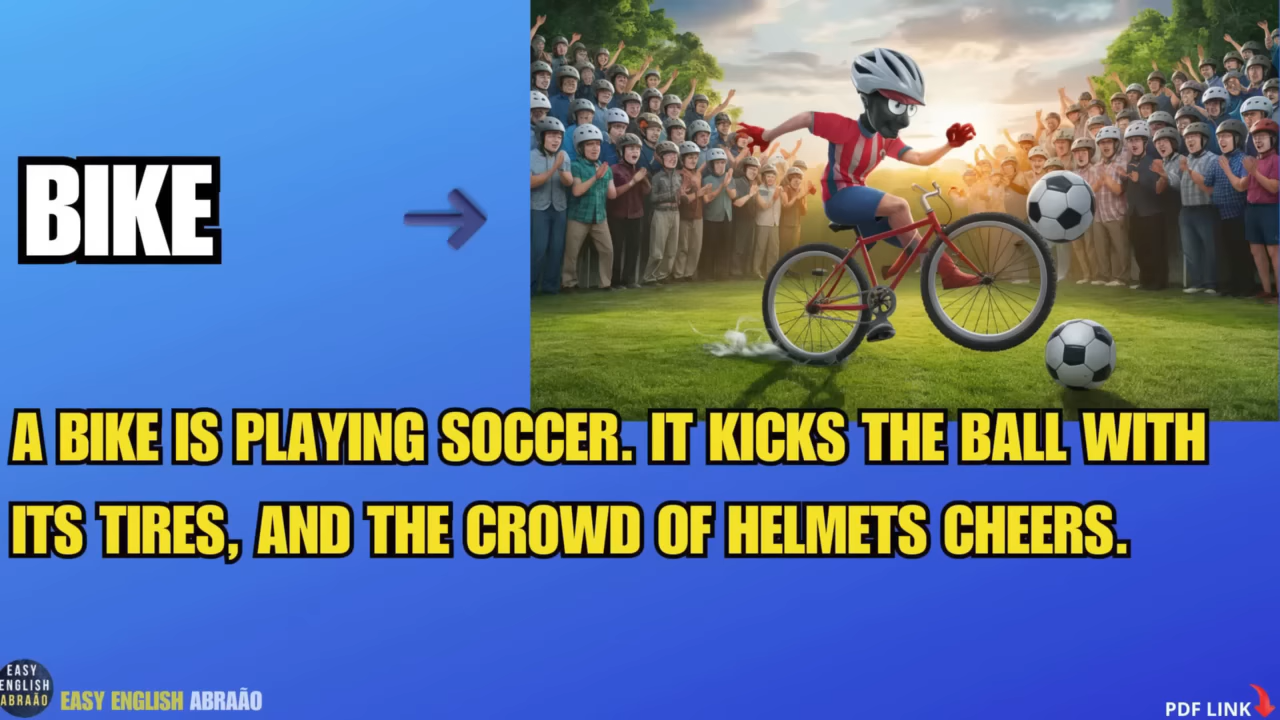 BIKE
A BIKE IS PLAYING SOCCER. IT KICKS THE BALL WITH
ITS TIRES, AND THE CROWD OF HELMETS CHEERS.
EASY
ENGLISH
ABRAÃO
EASY ENGLISH ABRAÃO
PDF LINK